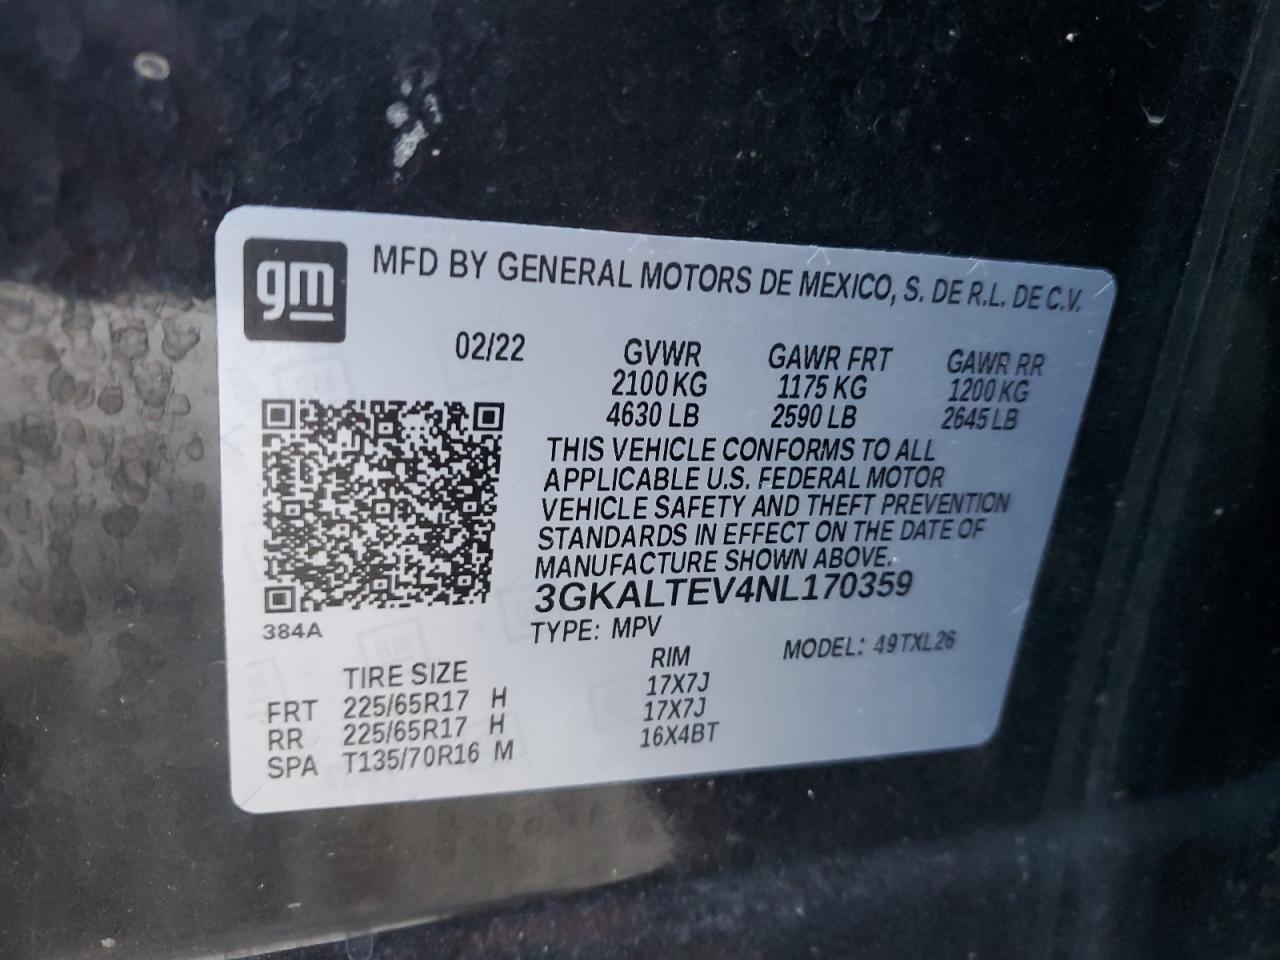 gm
MFD BY GENERAL MOTORS DE MEXICO, S. DE R.L. DE C.V.
02/22 GVWR GAWR FRT GAWR RR
2100 KG 1175 KG 1200 KG
4630 LB 2590 LB 2645 LB
THIS VEHICLE CONFORMS TO ALL
APPLICABLE U.S. FEDERAL MOTOR
VEHICLE SAFETY AND THEFT PREVENTION
STANDARDS IN EFFECT ON THE DATE OF
MANUFACTURE SHOWN ABOVE.
3GKALTEV4NL170359
384A
TYPE: MPV MODEL: 49TXL26
TIRE SIZE RIM
FRT 225/65R17 H 17X7J
RR 225/65R17 H 17X7J
SPA T135/70R16 M 16X4BT